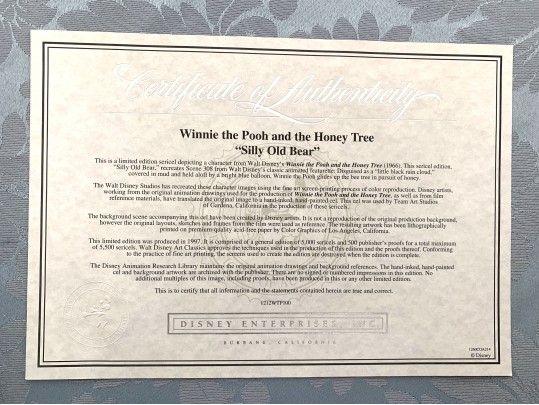 Certificate of Authenticity
Winnie the Pooh and the Honey Tree
“Silly Old Bear”
This is a limited edition sericel depicting a character from Walt Disney's Winnie the Pooh and the Honey Tree (1966). This sericel edition,
"Silly Old Bear," recreates Scene 308 from Walt Disney's classic animated featurette: Disguised as a "little black rain cloud,"
covered in mud and held aloft by a bright blue balloon, Winnie the Pooh glides up the bee tree in pursuit of honey.
The Walt Disney Studios has recreated these character images using the fine art screen-printing process of color reproduction. Disney artists,
working from the original animation drawings used for the production of Winnie the Pooh and the Honey Tree, as well as from film
reference materials, have translated the original image to a hand-inked, hand-painted cel. This cel was used by Team Art Studios
of Gardena, California in the production of these sericels.
The background scene accompanying this cel have been created by Disney artists. It is not a reproduction of the original production background,
however the original layouts, sketches and frames from the film were used as reference. The resulting artwork has been lithographically
printed on premium-quality acid-free paper by Color Graphics of Los Angeles, California.
This limited edition was produced in 1997. It is comprised of a general edition of 5,000 sericels and 500 publisher's proofs for a total maximum
of 5,500 sericels. Walt Disney Art Classics approves the techniques used in the production of this edition and the proofs thereof. Conforming
to the practice of fine art printing, the screens used to create the edition are destroyed when the edition is complete.
The Disney Animation Research Library maintains the original animation drawings and background references. The hand-inked, hand-painted
cel and background artwork are archived with the publisher. There are no signed or numbered impressions in this edition. No
additional multiples of this image, including proofs, have been produced in this or any other limited edition.
This is to certify that all information and the statements contained herein are true and correct.
DISNEY ENTERPRISES, INC.
BURBANK, CALIFORNIA
© Disney